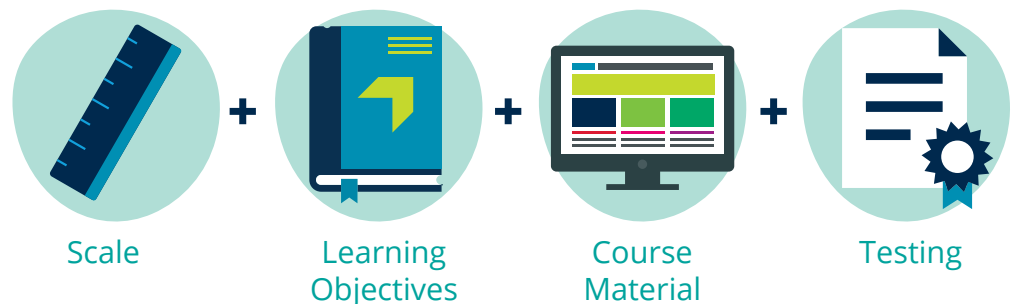 Scale
+
Learning
Objectives
+
Course
Material
+
Testing